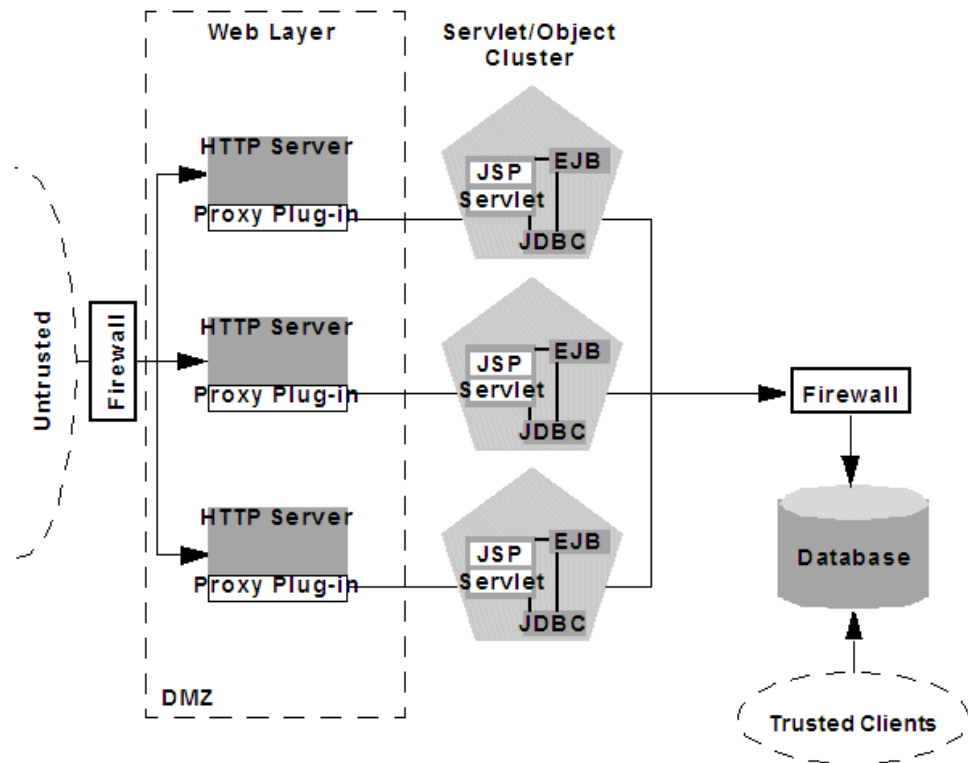 Web Layer
Servlet/Object
Cluster
HTTP Server
Proxy Plug-in
JSP
Servlet
EJB
JDBC
Untrusted
Firewall
HTTP Server
Proxy Plug-in
JSP
Servlet
EJB
JDBC
Firewall
Database
HTTP Server
Proxy Plug-in
JSP
Servlet
EJB
JDBC
DMZ
Trusted Clients